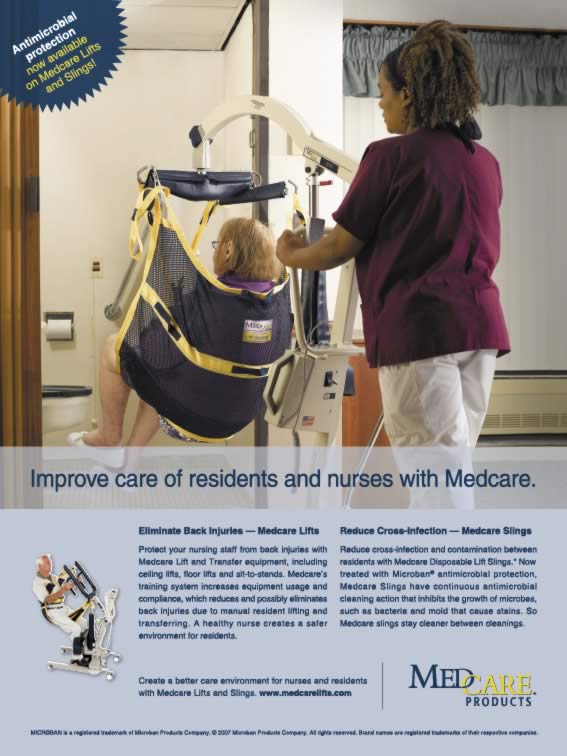 Antimicrobial
protection
now available
on Medcare Lifts
and Slings!
MEDCARE
Improve care of residents and nurses with Medcare.
Eliminate Back Injuries — Medcare Lifts
Protect your nursing staff from back injuries with
Medcare Lift and Transfer equipment, including
ceiling lifts, floor lifts and sit-to-stands. Medcare's
training system increases equipment usage and
compliance, which reduces and possibly eliminates
back injuries due to manual resident lifting and
transferring. A healthy nurse creates a safer
environment for residents.
Reduce Cross-Infection — Medcare Slings
Reduce cross-infection and contamination between
residents with Medcare Disposable Lift Slings.* Now
treated with Microban® antimicrobial protection,
Medcare Slings have continuous antimicrobial
cleaning action that inhibits the growth of microbes,
such as bacteria and mold that cause stains. So
Medcare slings stay cleaner between cleanings.
Create a better care environment for nurses and residents
with Medcare Lifts and Slings. www.medcarelifts.com
MEDCARE.
PRODUCTS
MICROBAN is a registered trademark of Microban Products Company. © 2007 Microban Products Company. All rights reserved. Brand names are registered trademarks of their respective companies.